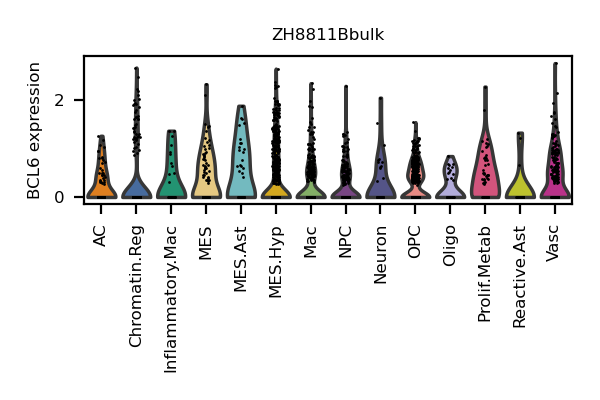 ZH8811Bbulk
BCL6 expression
2
0
AC
Chromatin.Reg
Inflammatory.Mac
MES
MES.Ast
MES.Hyp
Mac
NPC
Neuron
OPC
Oligo
Prolif.Metab
Reactive.Ast
Vasc